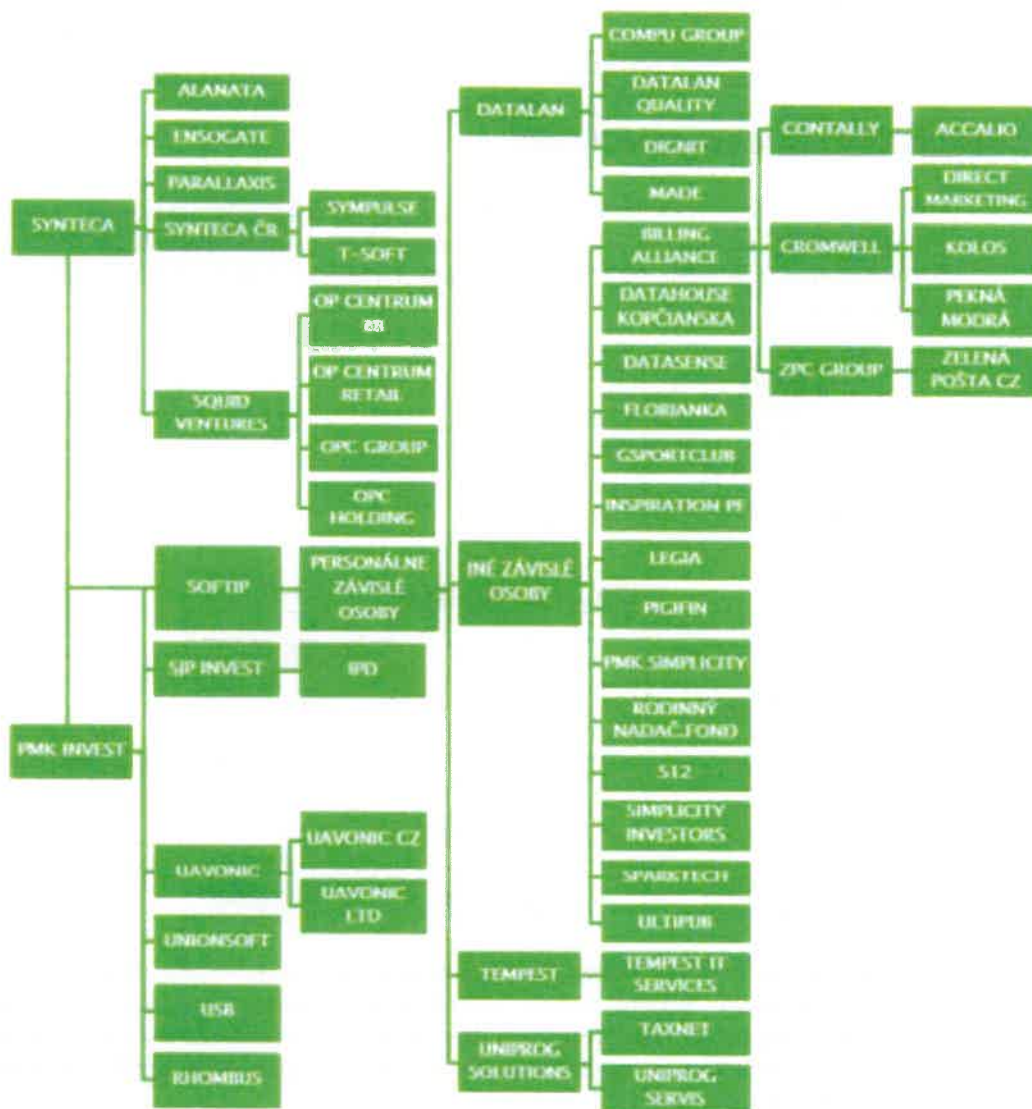 SYNTECA
PMK INVEST
ALANATA
ENSOGATE
PARALLAXIS
SYNTECA ČR
SQUID
VENTURES
SOFTIP
SJP INVEST
UAVONIC
UNIONSOFT
USB
RHOMBUS
SYMPULSE
T-SOFT
OP CENTRUM
OP CENTRUM
RETAIL
OPC GROUP
OPC
HOLDING
PERSONÁLNE
ZÁVISLÉ
OSOBY
IPD
UAVONIC CZ
UAVONIC
LTD
DATALAN
INÉ ZÁVISLÉ
OSOBY
TEMPEST
UNIPROG
SOLUTIONS
COMPU GROUP
DATALAN
QUALITY
DIGNIT
MADE
BILLING
ALLIANCE
DATAHOUSE
KOPČIANSKA
DATASENSE
FLORIANKA
GSPORTCLUB
INSPIRATION PF
LEGIA
PIGIFIN
PMK SIMPLICITY
RODINNÝ
NADAČ.FOND
S12
SIMPLICITY
INVESTORS
SPARKTECH
ULTIPUB
TEMPEST IT
SERVICES
TAXNET
UNIPROG
SERVIS
CONTALLY
CROMWELL
ZPC GROUP
ACCALIO
DIRECT
MARKETING
KOLOS
PEKNÁ
MODRÁ
ZELENÁ
POŠTA CZ